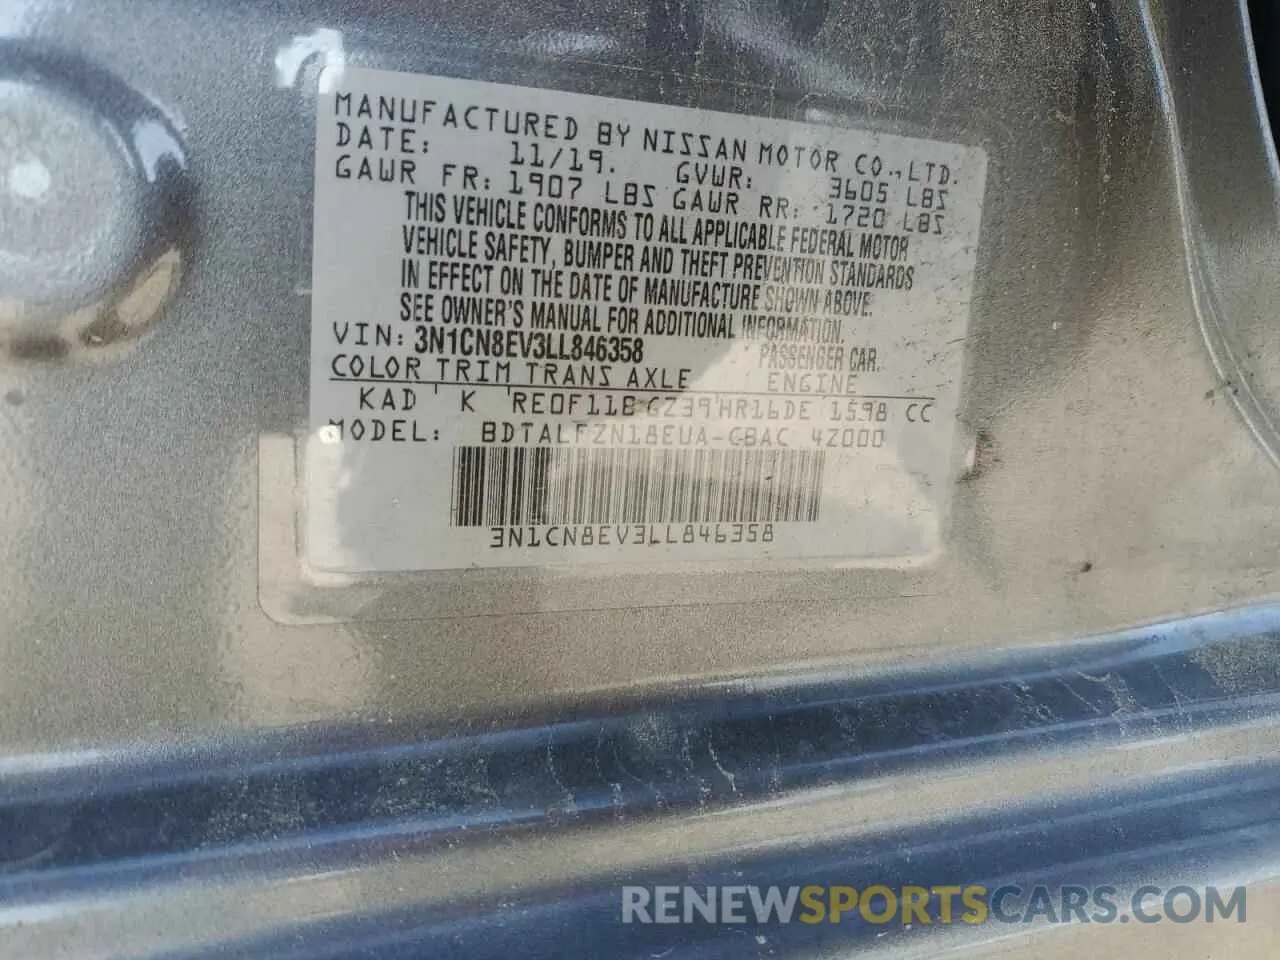 MANUFACTURED BY NISSAN MOTOR CO., LTD.
DATE: 11/19. GVWR: 3605 LBS
GAWR FR: 1907 LBS GAWR RR: 1720 LBS
THIS VEHICLE CONFORMS TO ALL APPLICABLE FEDERAL MOTOR
VEHICLE SAFETY, BUMPER AND THEFT PREVENTION STANDARDS
IN EFFECT ON THE DATE OF MANUFACTURE SHOWN ABOVE.
SEE OWNER'S MANUAL FOR ADDITIONAL INFORMATION.
VIN: 3N1CN8EV3LL846358 PASSENGER CAR.
COLOR TRIM TRANS AXLE ENGINE
KAD K RE0F11B GZ39 HR16DE 1598 CC
MODEL: BDTALFZN18EUA-CBAC 4Z000
3N1CN8EV3LL846358
RENEWSPORTSCARS.COM